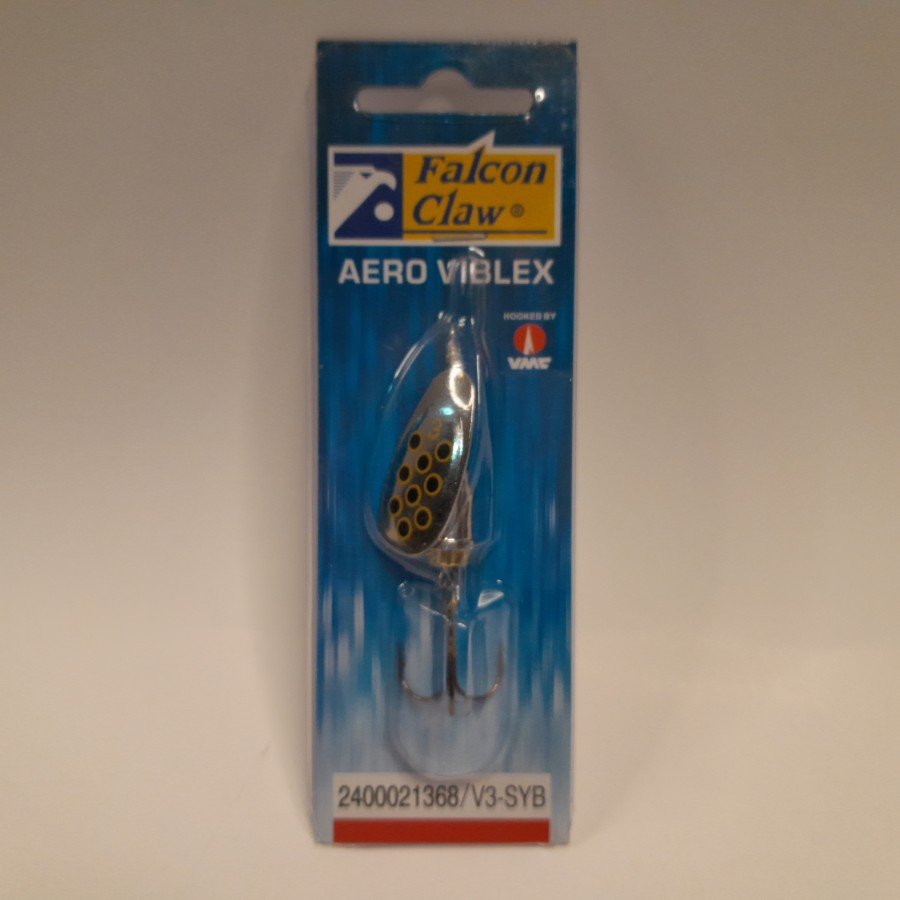 Falcon
Claw ®
AERO VIBLEX
HOOKED BY
VMC
2400021368/V3-SYB